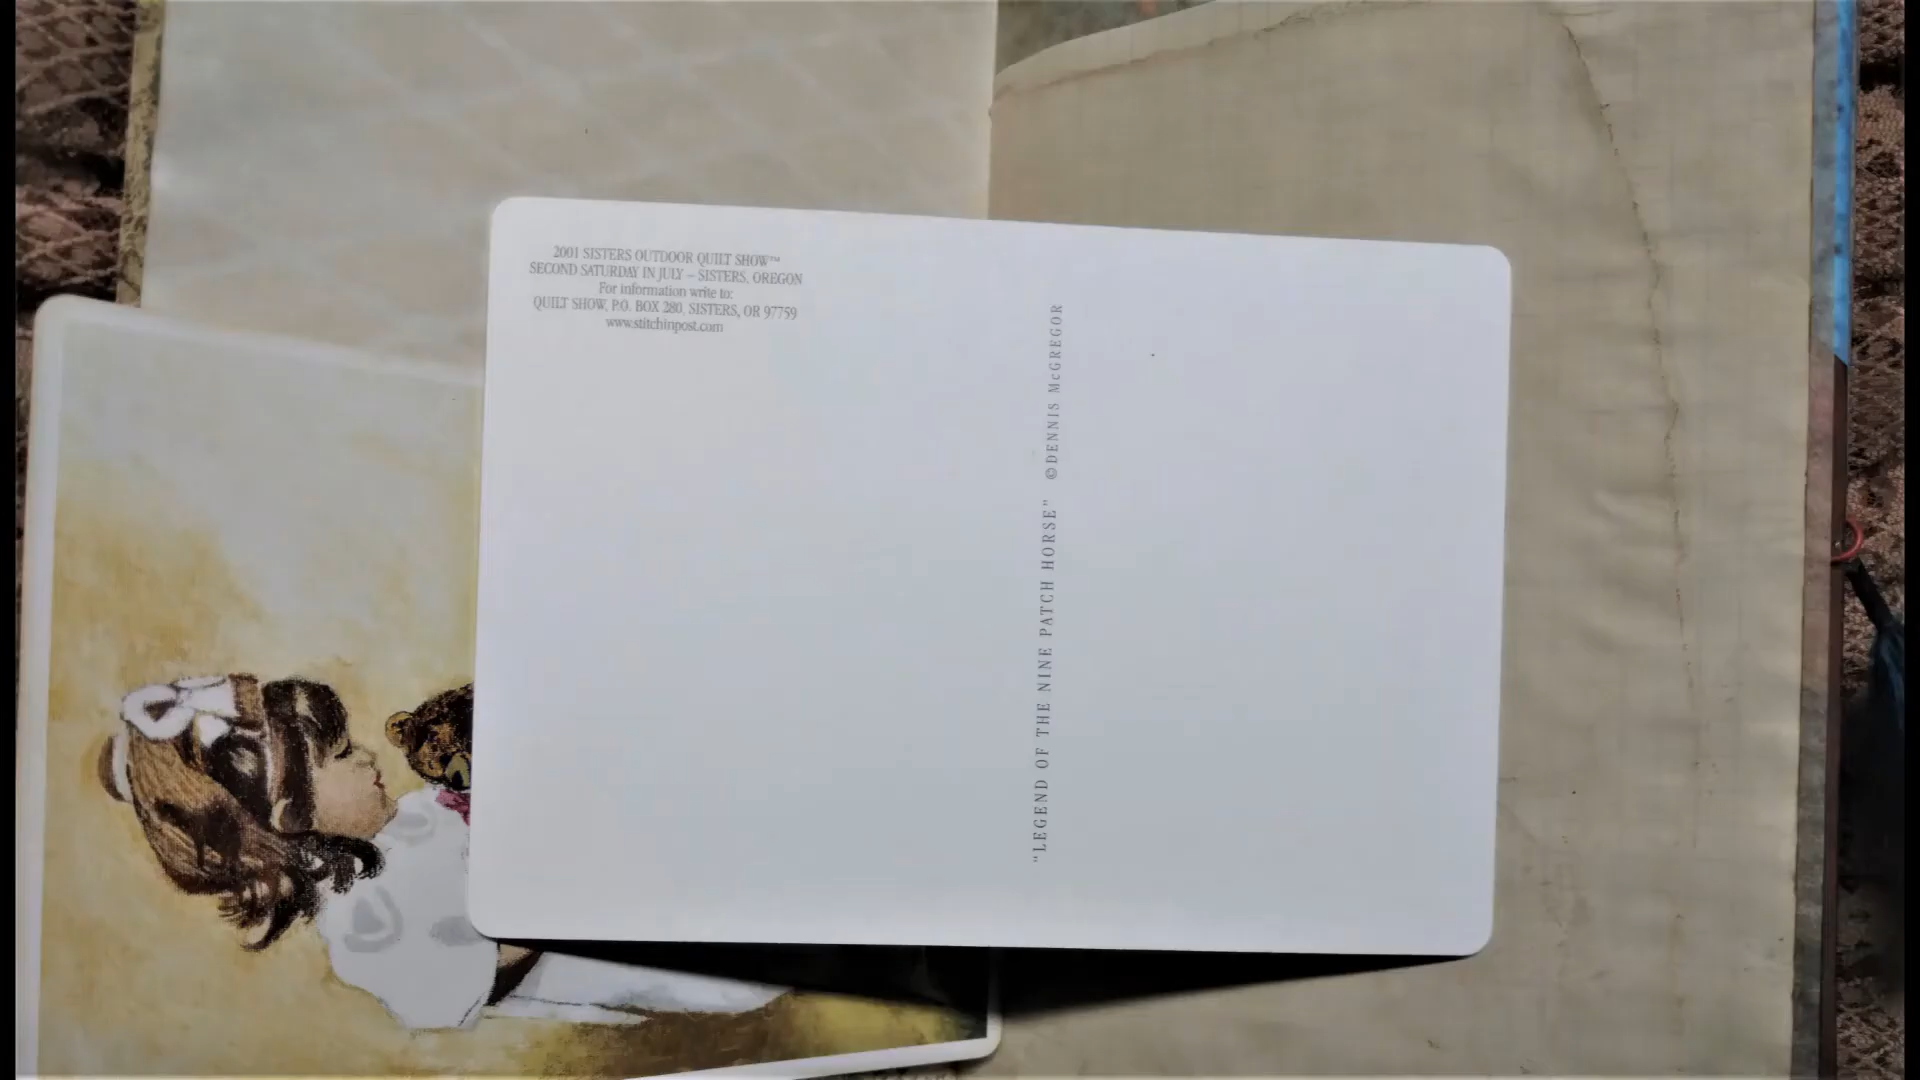 2001 SISTERS OUTDOOR QUILT SHOW™
SECOND SATURDAY IN JULY – SISTERS, OREGON
For information write to:
QUILT SHOW, P.O. BOX 280, SISTERS, OR 97759
www.stitchinpost.com
"LEGEND OF THE NINE PATCH HORSE" ©DENNIS McGREGOR